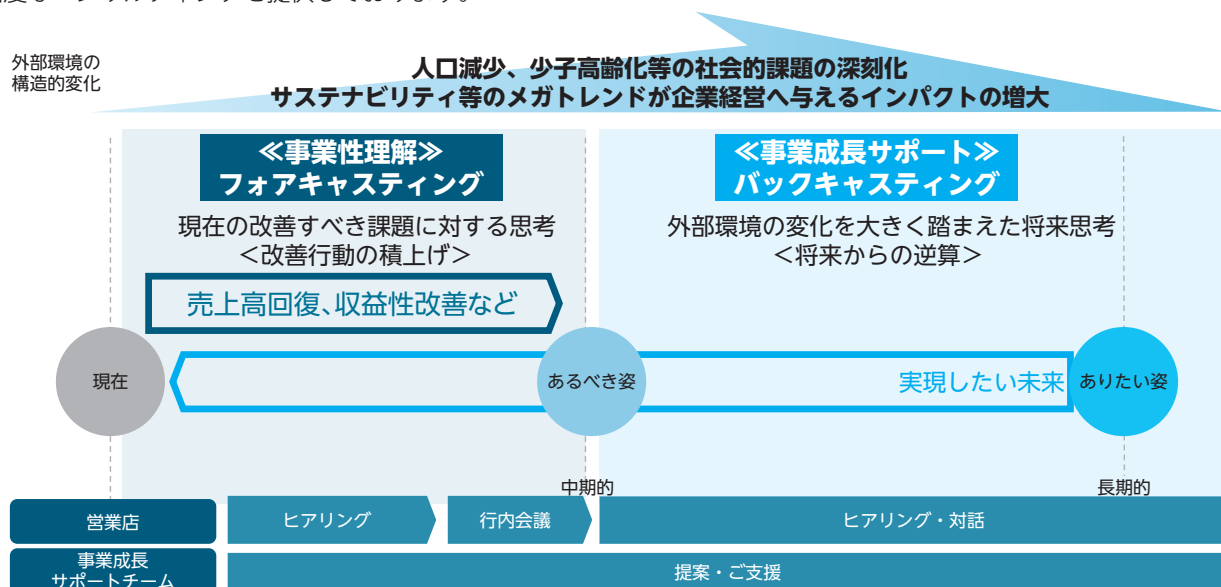 外部環境の
構造的変化
人口減少、少子高齢化等の社会的課題の深刻化
サステナビリティ等のメガトレンドが企業経営へ与えるインパクトの増大
≪事業性理解≫
フォアキャスティング
現在の改善すべき課題に対する思考
＜改善行動の積上げ＞
売上高回復、収益性改善など
≪事業成長サポート≫
バックキャスティング
外部環境の変化を大きく踏まえた将来思考
＜将来からの逆算＞
現在
あるべき姿
実現したい未来
ありたい姿
中期的
長期的
営業店
ヒアリング
行内会議
ヒアリング・対話
事業成長
サポートチーム
提案・ご支援